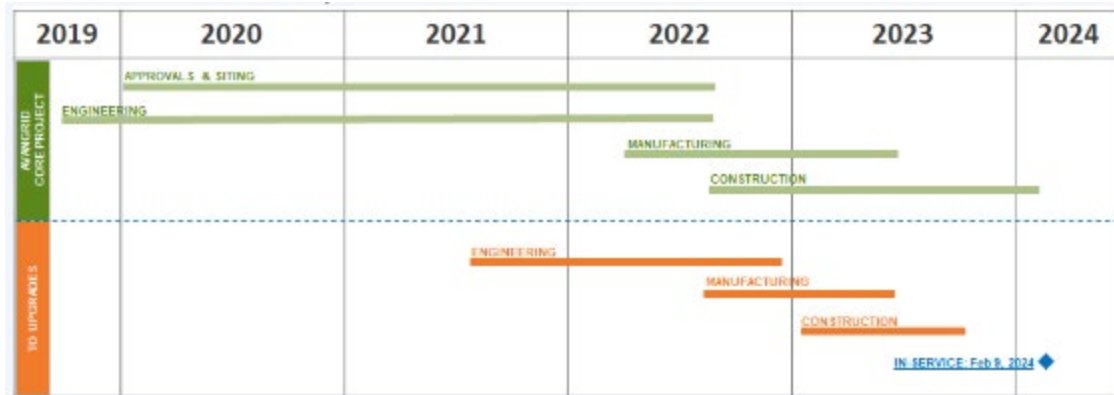 2019 2020 2021 2022 2023 2024
AVANGRID
CORE PROJECT
APPROVALS & SITING
ENGINEERING
MANUFACTURING
CONSTRUCTION
TO UPGRADES
ENGINEERING
MANUFACTURING
CONSTRUCTION
IN-SERVICE: Feb 9, 2024